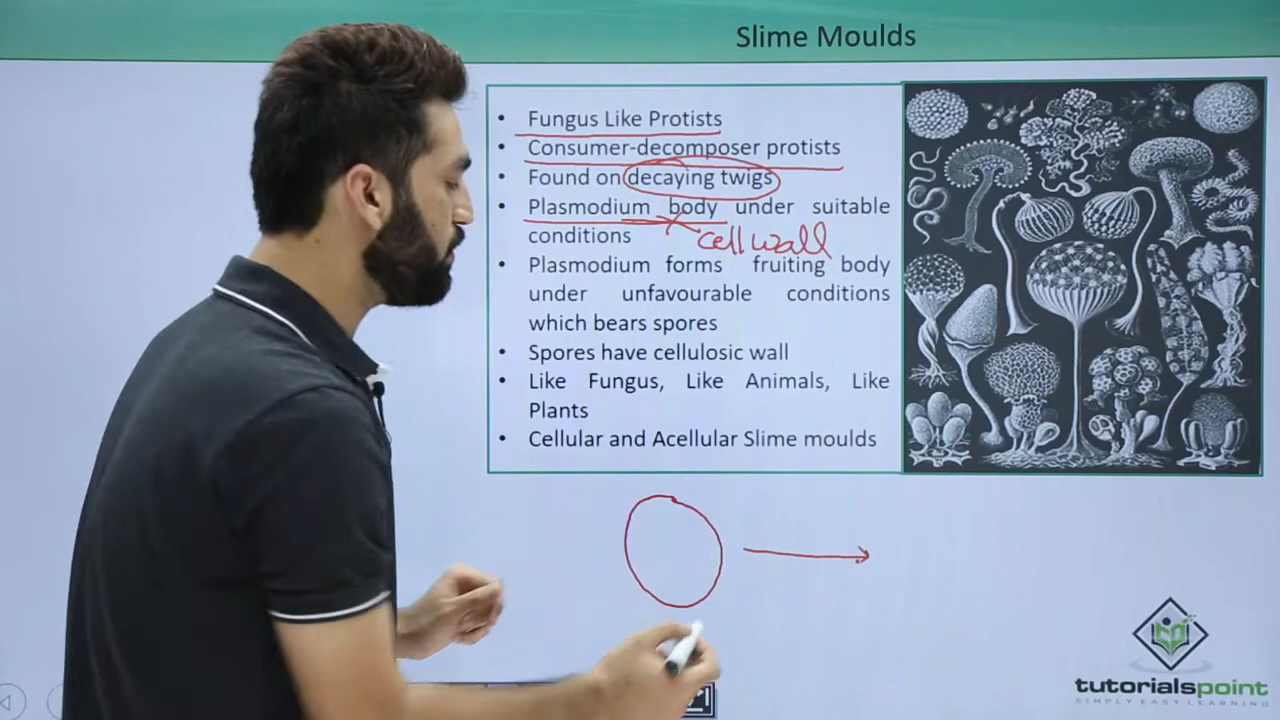 Slime Moulds
• Fungus Like Protists
• Consumer-decomposer protists
• Found on decaying twigs
• Plasmodium body under suitable
conditions
cell wall
• Plasmodium forms fruiting body
under unfavourable conditions
which bears spores
• Spores have cellulosic wall
• Like Fungus, Like Animals, Like
Plants
• Cellular and Acellular Slime moulds
tutorialspoint
SIMPLY EASY LEARNING